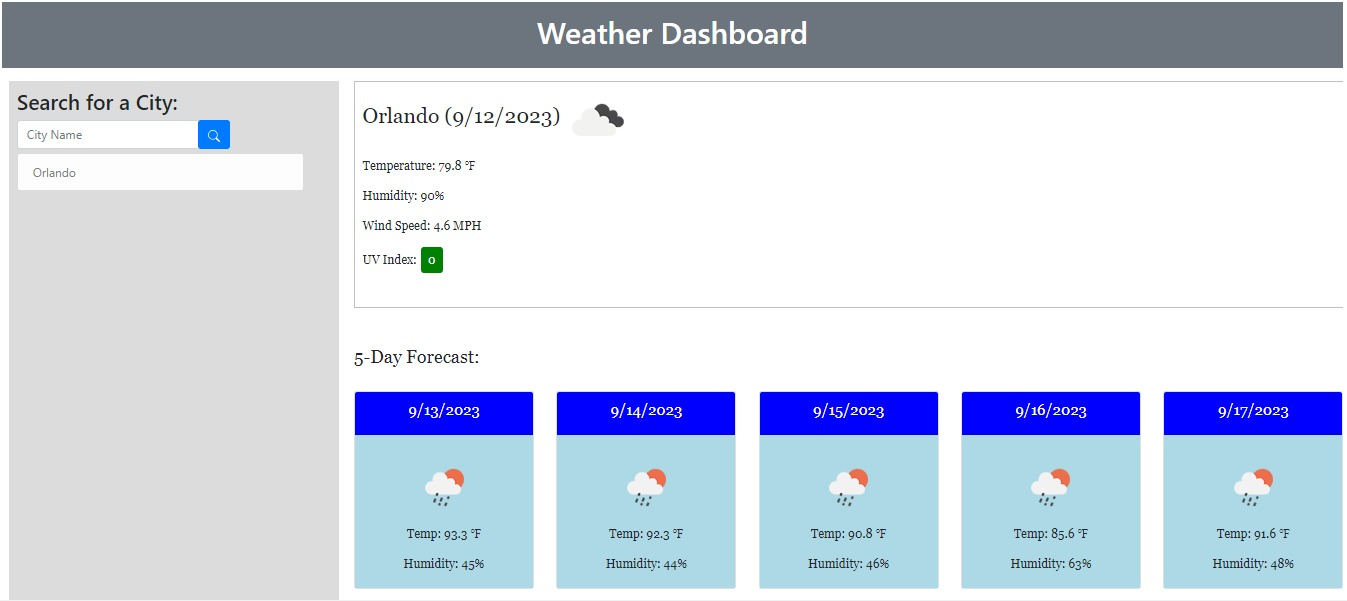 Weather Dashboard
Search for a City:
City Name
Orlando
Orlando (9/12/2023)
Temperature: 79.8 °F
Humidity: 90%
Wind Speed: 4.6 MPH
UV Index: 0
5-Day Forecast:
9/13/2023
Temp: 93.3 °F
Humidity: 45%
9/14/2023
Temp: 92.3 °F
Humidity: 44%
9/15/2023
Temp: 90.8 °F
Humidity: 46%
9/16/2023
Temp: 85.6 °F
Humidity: 63%
9/17/2023
Temp: 91.6 °F
Humidity: 48%